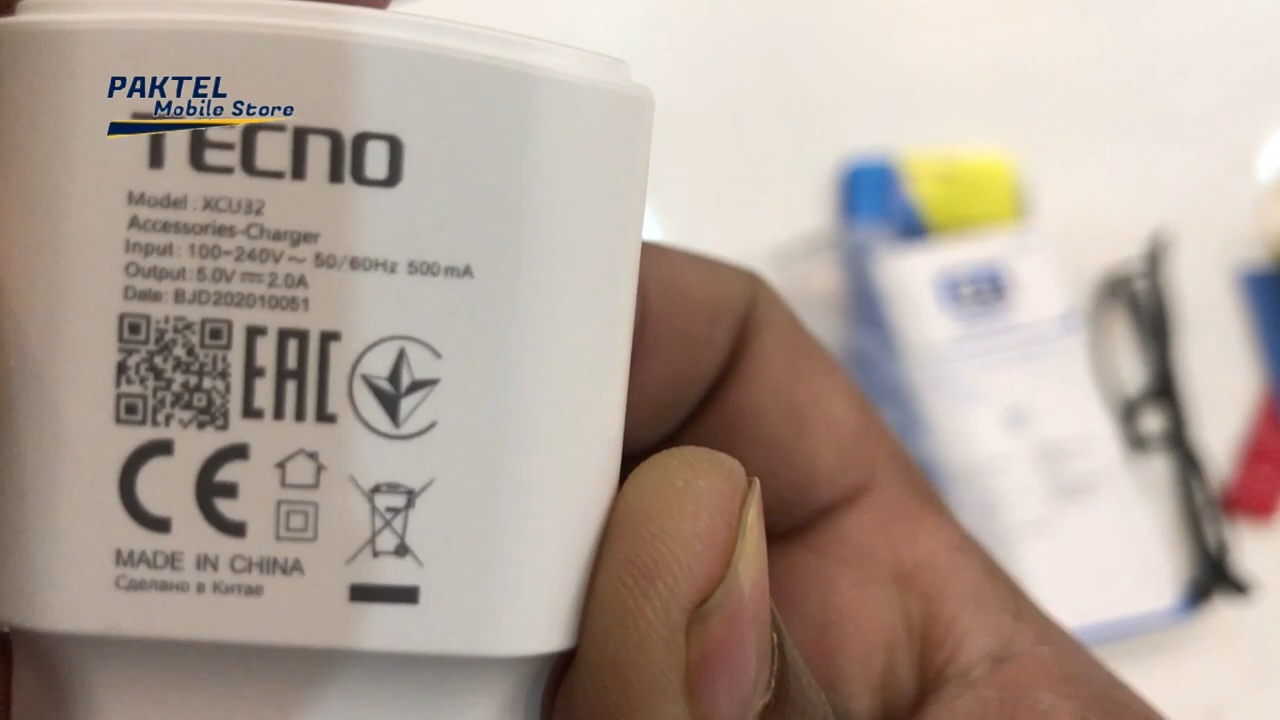 PAKTEL
Mobile Store
TECNO
Model : XCU32
Accessories-Charger
Input : 100-240V ~ 50/60Hz 500mA
Output : 5.0V ⎓ 2.0A
Date: BJD202010051
EAC
CE
MADE IN CHINA
Сделано в Китае